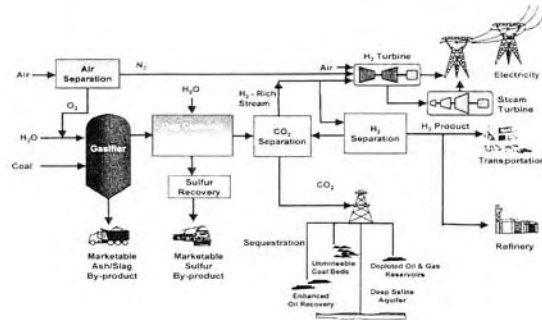 H₂ Turbine
Air
N₂
Air
Air
Separation
Electricity
O₂
H₂O
H₂ - Rich
Stream
Steam
Turbine
H₂O
Gasifier
CO₂
Separation
H₂
Separation
H₂ Product
Transportation
Coal
Sulfur
Recovery
CO₂
Sequestration
Refinery
Marketable
Ash/Slag
By-product
Marketable
Sulfur
By-product
Unmineable
Coal Beds
Depleted Oil & Gas
Reservoirs
Enhanced
Oil Recovery
Deep Saline
Aquifer